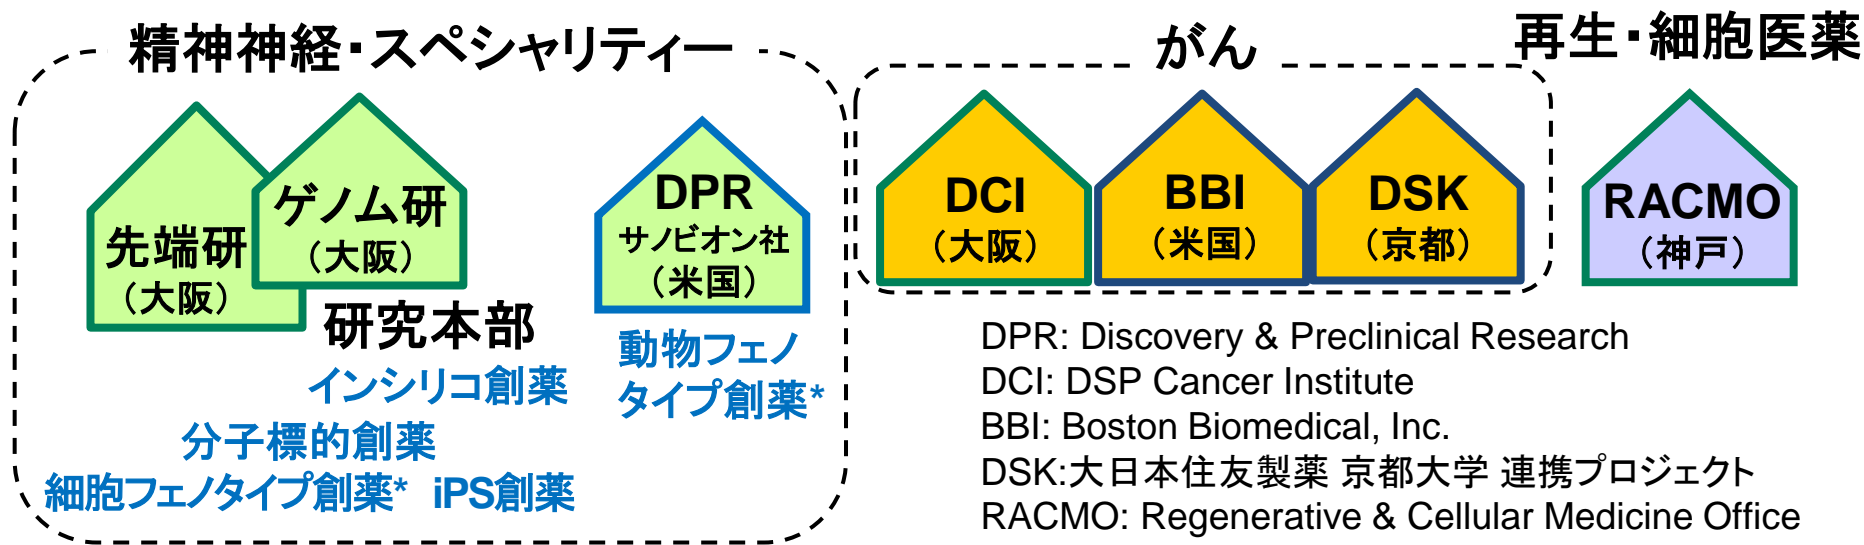 精神神経・スペシャリティー
がん
再生・細胞医薬
先端研
（大阪）
ゲノム研
（大阪）
研究本部
DPR
サノビオン社
（米国）
DCI
（大阪）
BBI
（米国）
DSK
（京都）
RACMO
（神戸）
インシリコ創薬
分子標的創薬
細胞フェノタイプ創薬* iPS創薬
動物フェノ
タイプ創薬*
DPR: Discovery & Preclinical Research
DCI: DSP Cancer Institute
BBI: Boston Biomedical, Inc.
DSK:大日本住友製薬 京都大学 連携プロジェクト
RACMO: Regenerative & Cellular Medicine Office